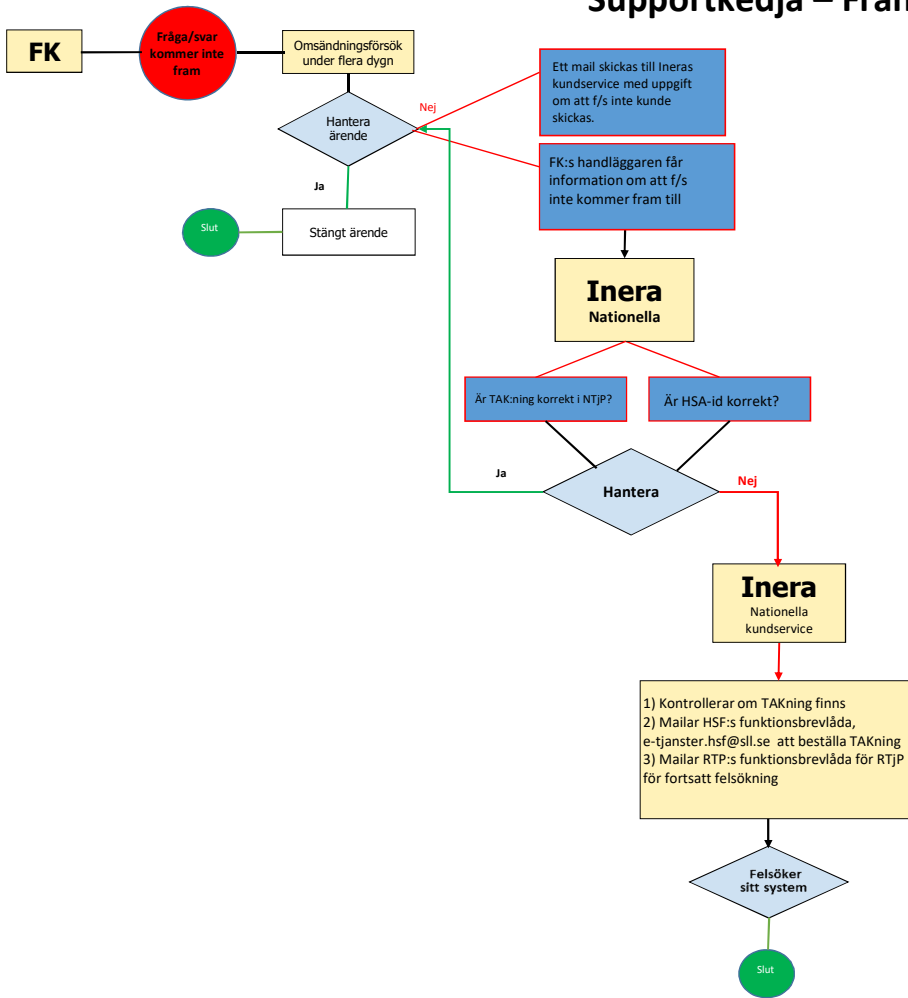 Supportkedja – Fram
FK
Fråga/svar
kommer inte
fram
Omsändningsförsök
under flera dygn
Ett mail skickas till Ineras
kundservice med uppgift
om att f/s inte kunde
skickas.
Nej
Hantera
ärende
FK:s handläggaren får
information om att f/s
inte kommer fram till
Ja
Slut
Stängt ärende
Inera
Nationella
Är TAK:ning korrekt i NTjP?
Är HSA-id korrekt?
Ja
Hantera
Nej
Inera
Nationella
kundservice
1) Kontrollerar om TAKning finns
2) Mailar HSF:s funktionsbrevlåda,
e-tjanster.hsf@sll.se att beställa TAKning
3) Mailar RTP:s funktionsbrevlåda för RTjP
för fortsatt felsökning
Felsöker
sitt system
Slut